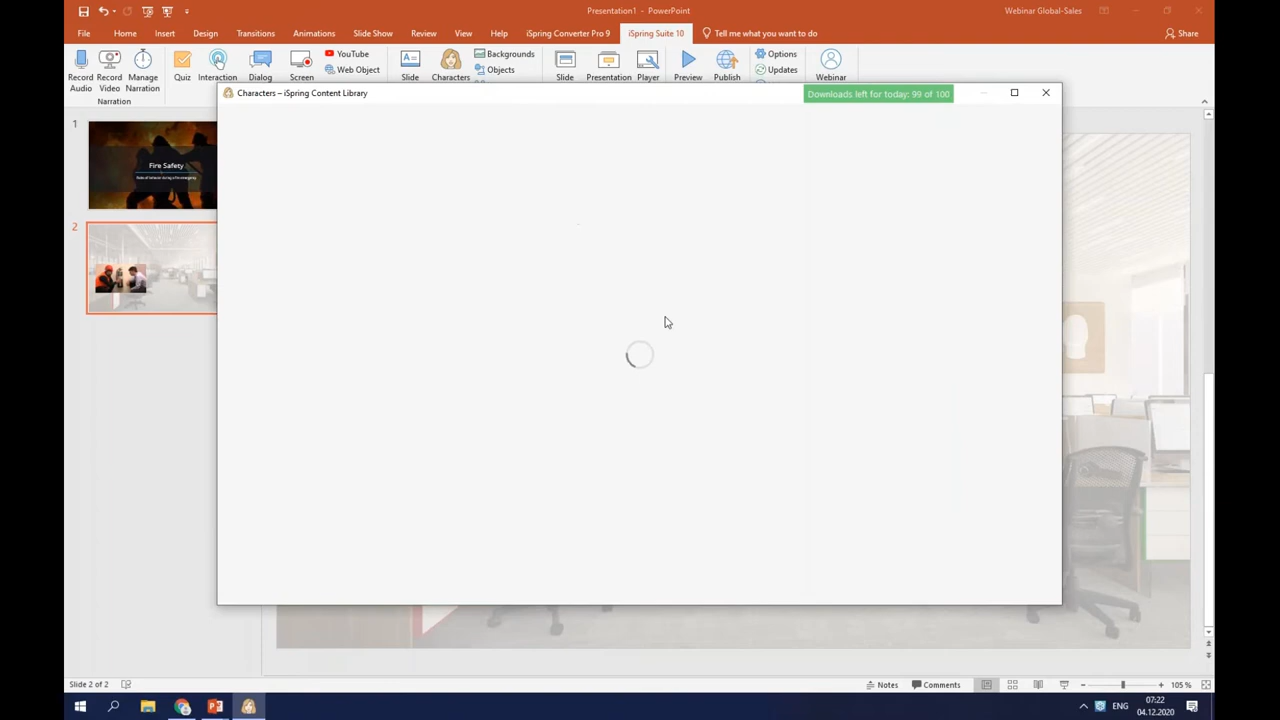 Presentation1 - PowerPoint
Webinar Global-Sales
File Home Insert Design Transitions Animations Slide Show Review View Help iSpring Converter Pro 9 iSpring Suite 10 Tell me what you want to do Share
Record Audio
Record Video
Manage Narration
Narration
Quiz
Interaction
Dialog
Screen
YouTube
Web Object
Slide
Characters
Backgrounds
Objects
Slide
Presentation
Player
Preview
Publish
Options
Updates
Webinar
Characters – iSpring Content Library
Downloads left for today: 99 of 100
1
Fire Safety
2
Slide 2 of 2
Notes
Comments
105 %
ENG
07:22
04.12.2020